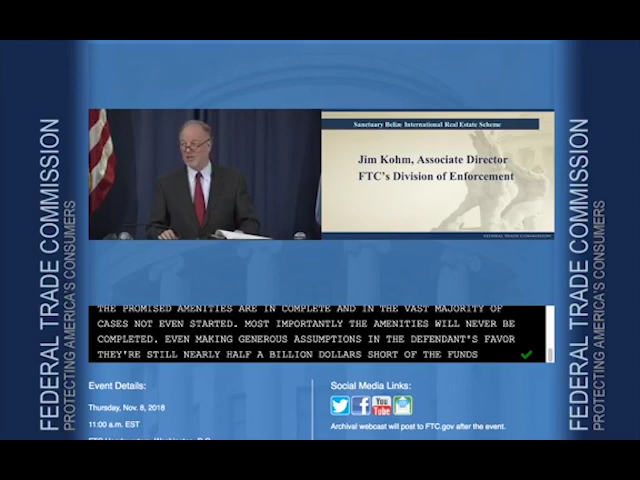 FEDERAL TRADE COMMISSION
PROTECTING AMERICA'S CONSUMERS
Sanctuary Belize International Real Estate Scheme
Jim Kohm, Associate Director
FTC's Division of Enforcement
FEDERAL TRADE COMMISSION
THE PROMISED AMENITIES ARE IN COMPLETE AND IN THE VAST MAJORITY OF
CASES NOT EVEN STARTED. MOST IMPORTANTLY THE AMENITIES WILL NEVER BE
COMPLETED. EVEN MAKING GENEROUS ASSUMPTIONS IN THE DEFENDANT'S FAVOR
THEY'RE STILL NEARLY HALF A BILLION DOLLARS SHORT OF THE FUNDS
Event Details:
Thursday, Nov. 8, 2018
11:00 a.m. EST
Social Media Links:
You
Tube
Archival webcast will post to FTC.gov after the event.
FEDERAL TRADE COMMISSION
PROTECTING AMERICA'S CONSUMERS